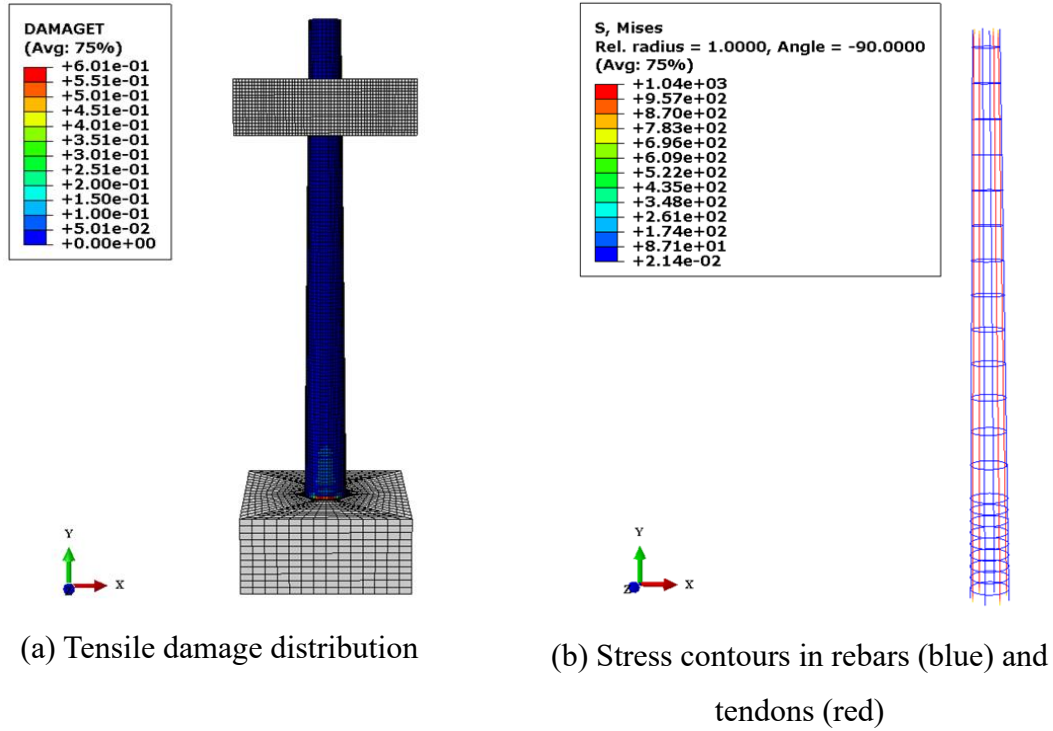 DAMAGET
(Avg: 75%)
+6.01e-01
+5.51e-01
+5.01e-01
+4.51e-01
+4.01e-01
+3.51e-01
+3.01e-01
+2.51e-01
+2.00e-01
+1.50e-01
+1.00e-01
+5.01e-02
+0.00e+00
Y
X
(a) Tensile damage distribution
S, Mises
Rel. radius = 1.0000, Angle = -90.0000
(Avg: 75%)
+1.04e+03
+9.57e+02
+8.70e+02
+7.83e+02
+6.96e+02
+6.09e+02
+5.22e+02
+4.35e+02
+3.48e+02
+2.61e+02
+1.74e+02
+8.71e+01
+2.14e-02
Y
Z
X
(b) Stress contours in rebars (blue) and
tendons (red)